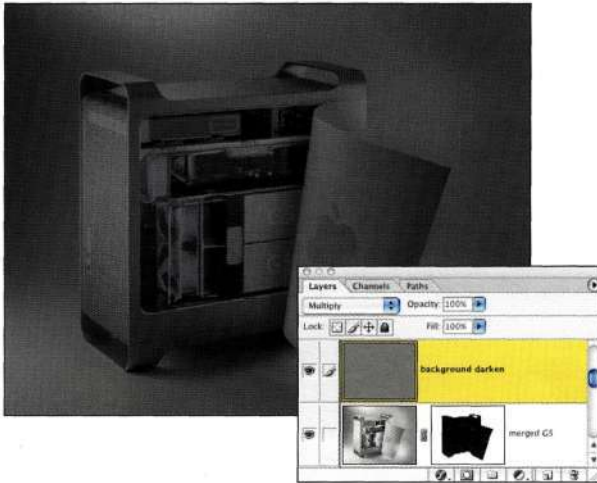 Layers Channels Paths
Multiply Opacity: 100%
Lock: Fill: 100%
background darken
merged G5